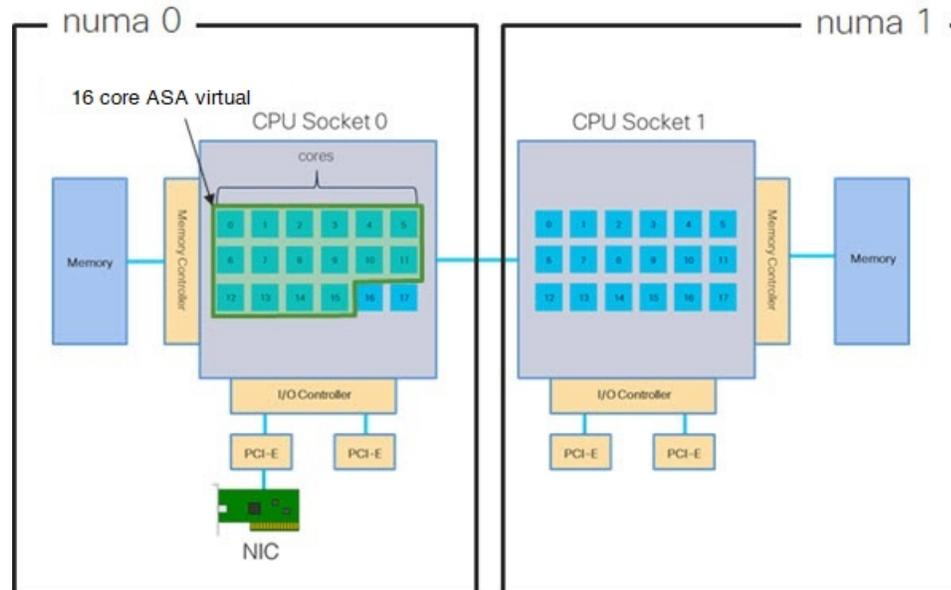 numa 0
numa 1
16 core ASA virtual
CPU Socket 0
CPU Socket 1
cores
Memory
Memory Controller
0 1 2 3 4 5
6 7 8 9 10 11
12 13 14 15 16 17
0 1 2 3 4 5
6 7 8 9 10 11
12 13 14 15 16 17
Memory Controller
Memory
I/O Controller
I/O Controller
PCI-E
PCI-E
PCI-E
PCI-E
NIC